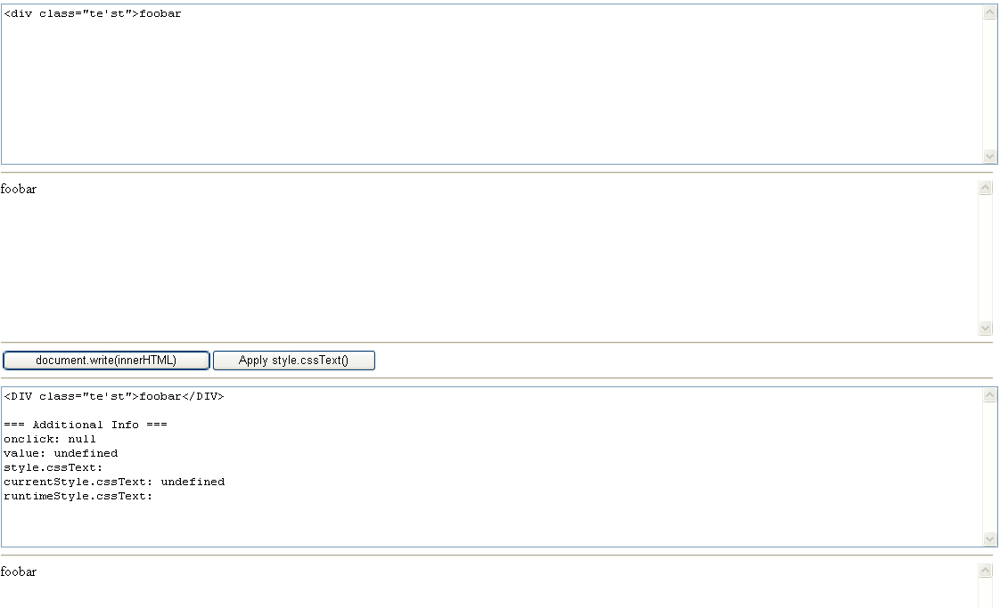 <div class="te'st">foobar
foobar
document.write(innerHTML) Apply style.cssText()
<DIV class="te'st">foobar</DIV>
=== Additional Info ===
onclick: null
value: undefined
style.cssText:
currentStyle.cssText: undefined
runtimeStyle.cssText:
foobar